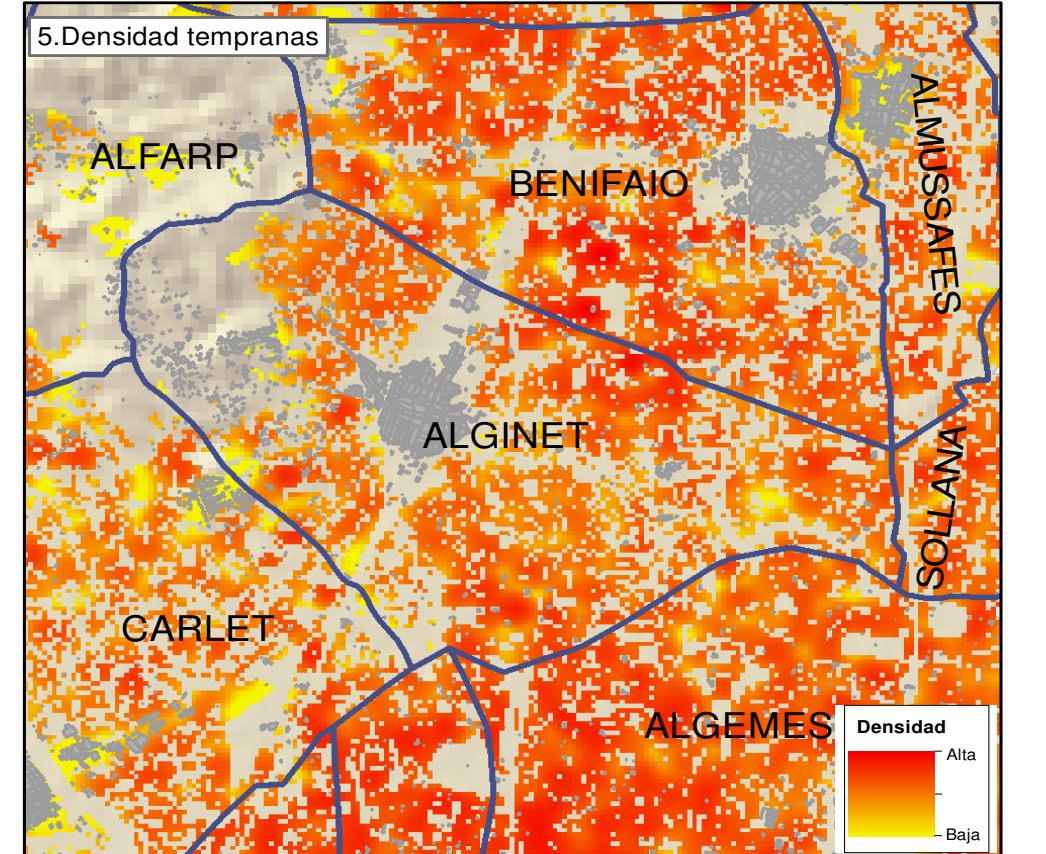 5.Densidad tempranas
ALFARP
BENIFAIO
ALMUSSAFES
ALGINET
SOLLANA
CARLET
ALGEMES
Densidad
Alta
Baja